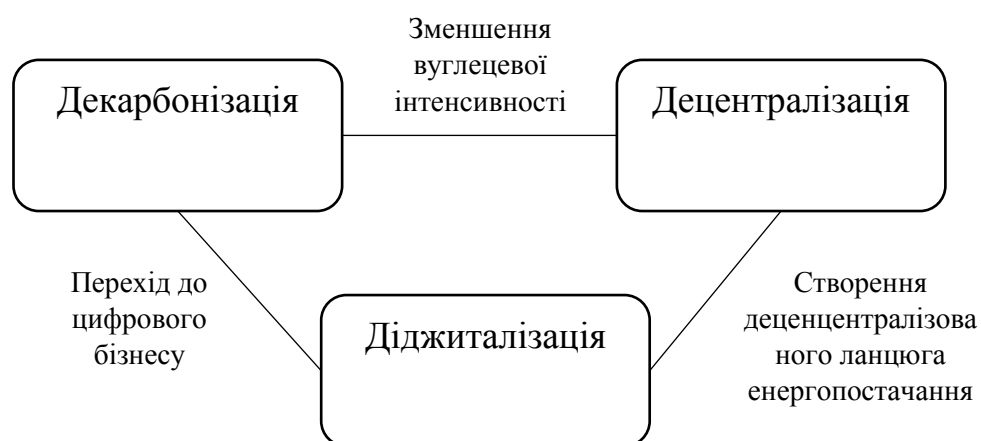 Зменшення
вуглецевої
інтенсивності
Декарбонізація
Децентралізація
Перехід до
цифрового
бізнесу
Діджиталізація
Створення
деценцентралізова
ного ланцюга
енергопостачання